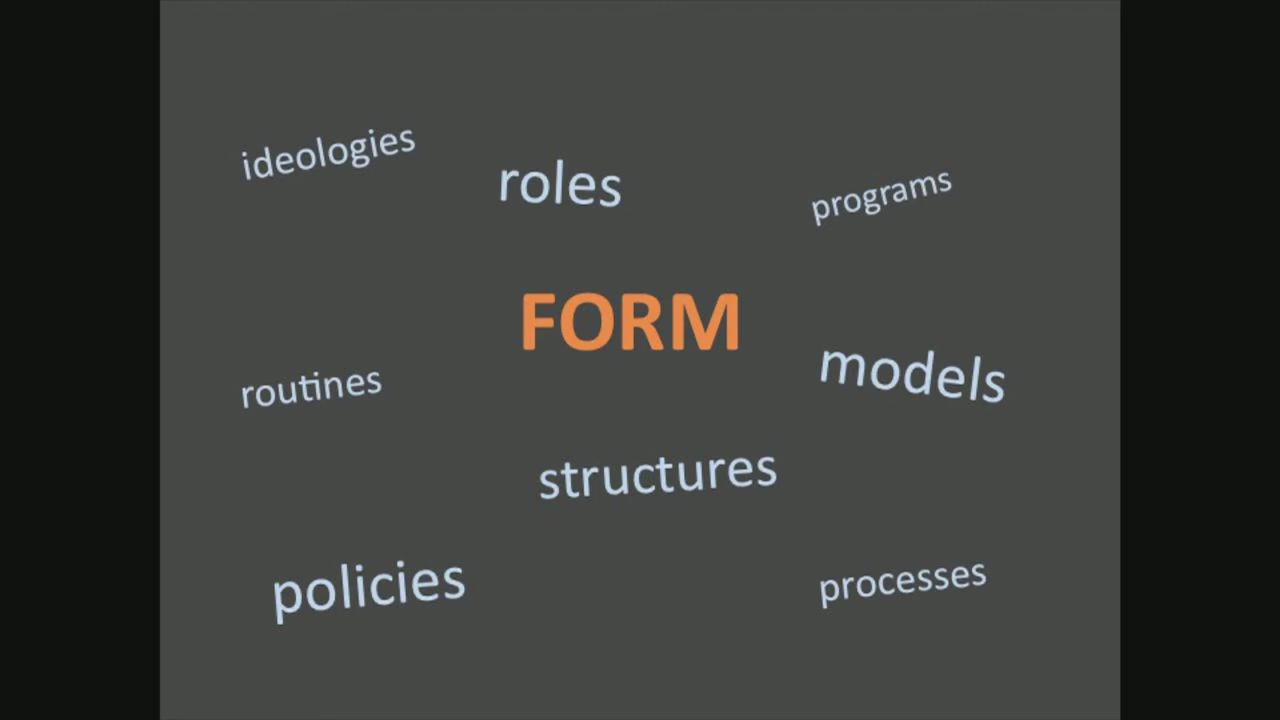 ideologies
roles
programs
FORM
routines
models
structures
policies
processes